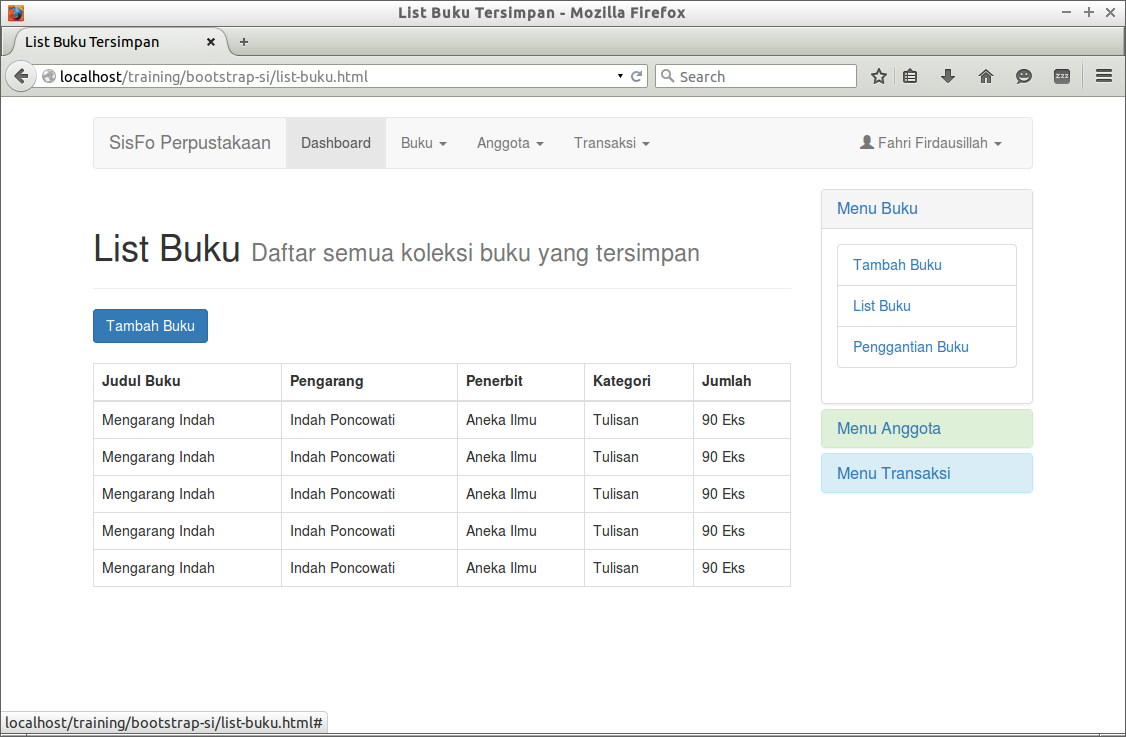 List Buku Tersimpan - Mozilla Firefox
List Buku Tersimpan
localhost/training/bootstrap-si/list-buku.html
Search
zzz
SisFo Perpustakaan Dashboard Buku Anggota Transaksi Fahri Firdausillah
List Buku Daftar semua koleksi buku yang tersimpan
Tambah Buku
Judul Buku Pengarang Penerbit Kategori Jumlah
Mengarang Indah Indah Poncowati Aneka Ilmu Tulisan 90 Eks
Mengarang Indah Indah Poncowati Aneka Ilmu Tulisan 90 Eks
Mengarang Indah Indah Poncowati Aneka Ilmu Tulisan 90 Eks
Mengarang Indah Indah Poncowati Aneka Ilmu Tulisan 90 Eks
Mengarang Indah Indah Poncowati Aneka Ilmu Tulisan 90 Eks
Menu Buku
Tambah Buku
List Buku
Penggantian Buku
Menu Anggota
Menu Transaksi
localhost/training/bootstrap-si/list-buku.html#